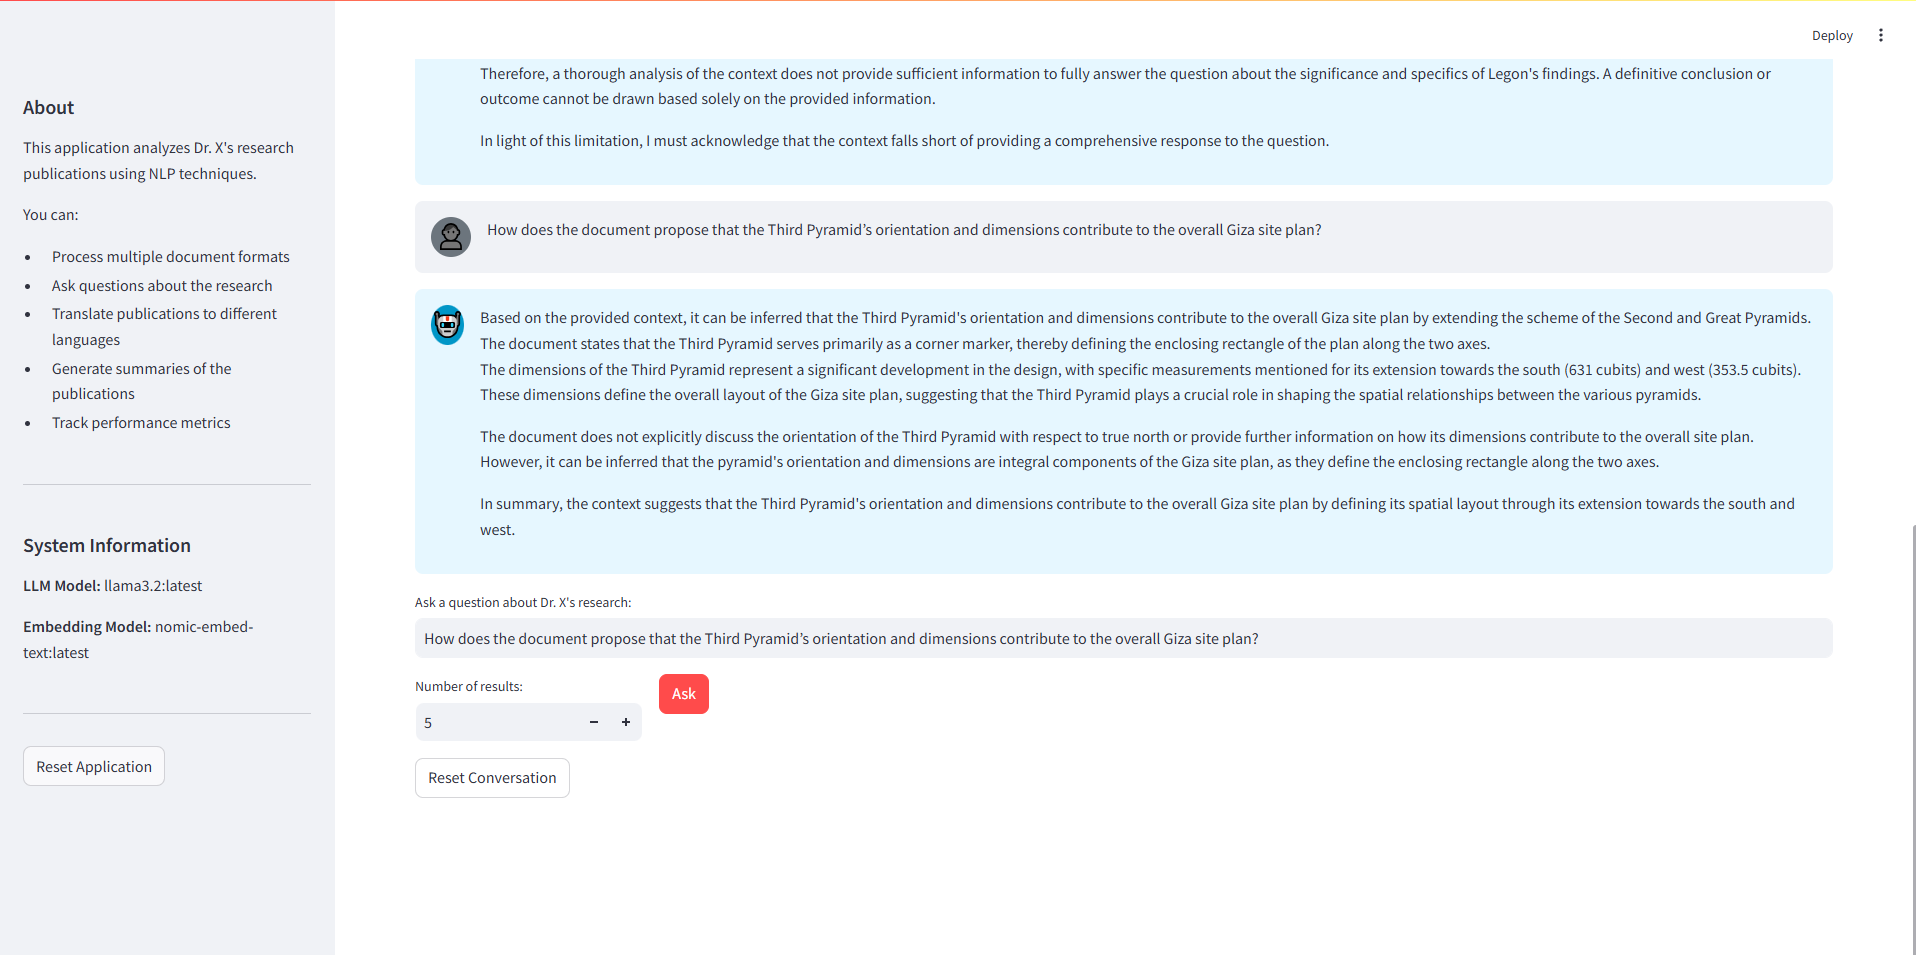 Deploy
About
This application analyzes Dr. X's research
publications using NLP techniques.
You can:
Process multiple document formats
Ask questions about the research
Translate publications to different
languages
Generate summaries of the
publications
Track performance metrics
System Information
LLM Model: llama3.2:latest
Embedding Model: nomic-embed-
text:latest
Reset Application
Therefore, a thorough analysis of the context does not provide sufficient information to fully answer the question about the significance and specifics of Legon's findings. A definitive conclusion or
outcome cannot be drawn based solely on the provided information.
In light of this limitation, I must acknowledge that the context falls short of providing a comprehensive response to the question.
How does the document propose that the Third Pyramid’s orientation and dimensions contribute to the overall Giza site plan?
Based on the provided context, it can be inferred that the Third Pyramid's orientation and dimensions contribute to the overall Giza site plan by extending the scheme of the Second and Great Pyramids.
The document states that the Third Pyramid serves primarily as a corner marker, thereby defining the enclosing rectangle of the plan along the two axes.
The dimensions of the Third Pyramid represent a significant development in the design, with specific measurements mentioned for its extension towards the south (631 cubits) and west (353.5 cubits).
These dimensions define the overall layout of the Giza site plan, suggesting that the Third Pyramid plays a crucial role in shaping the spatial relationships between the various pyramids.
The document does not explicitly discuss the orientation of the Third Pyramid with respect to true north or provide further information on how its dimensions contribute to the overall site plan.
However, it can be inferred that the pyramid's orientation and dimensions are integral components of the Giza site plan, as they define the enclosing rectangle along the two axes.
In summary, the context suggests that the Third Pyramid's orientation and dimensions contribute to the overall Giza site plan by defining its spatial layout through its extension towards the south and
west.
Ask a question about Dr. X's research:
How does the document propose that the Third Pyramid’s orientation and dimensions contribute to the overall Giza site plan?
Number of results:
5
Ask
Reset Conversation